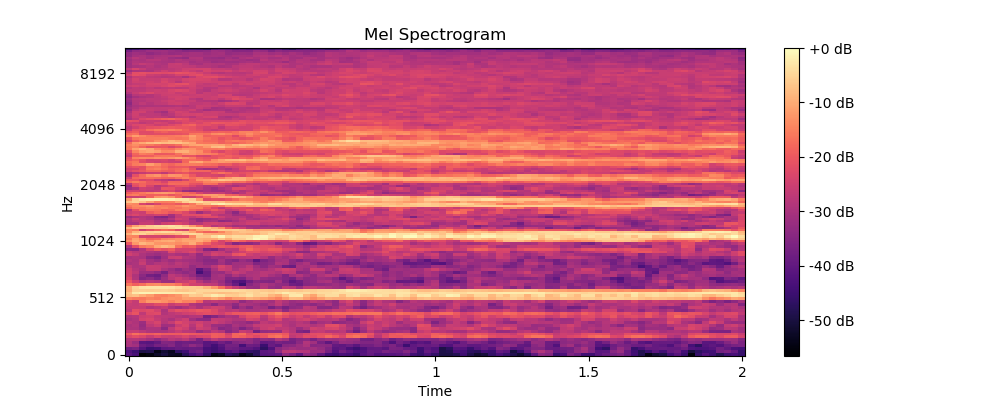 Mel Spectrogram
Hz
8192
4096
2048
1024
512
0
0 0.5 1 1.5 2
Time
+0 dB
-10 dB
-20 dB
-30 dB
-40 dB
-50 dB